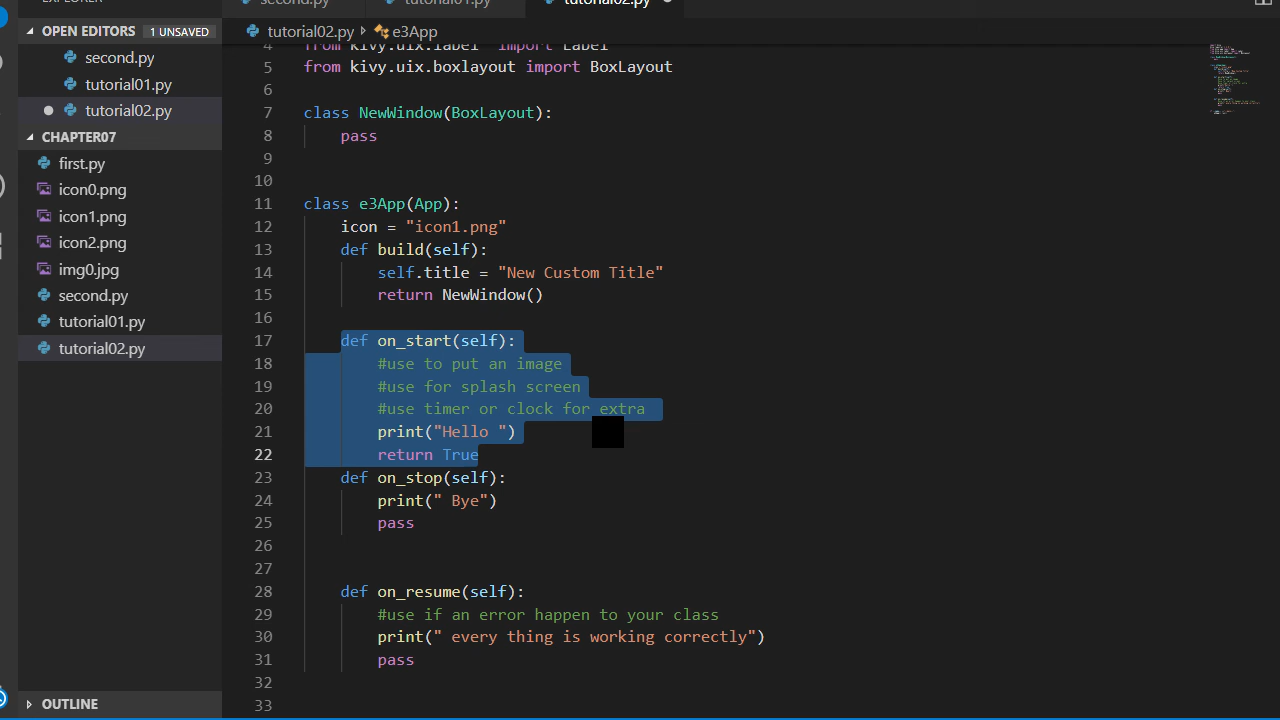 EXPLORER
second.py
tutorial01.py
tutorial02.py
OPEN EDITORS 1 UNSAVED
second.py
tutorial01.py
tutorial02.py
CHAPTER07
first.py
icon0.png
icon1.png
icon2.png
img0.jpg
second.py
tutorial01.py
tutorial02.py
OUTLINE
tutorial02.py e3App
4 from kivy.uix.label import Label
5 from kivy.uix.boxlayout import BoxLayout
6
7 class NewWindow(BoxLayout):
8 pass
9
10
11 class e3App(App):
12 icon = "icon1.png"
13 def build(self):
14 self.title = "New Custom Title"
15 return NewWindow()
16
17 def on_start(self):
18 #use to put an image
19 #use for splash screen
20 #use timer or clock for extra
21 print("Hello ")
22 return True
23 def on_stop(self):
24 print(" Bye")
25 pass
26
27
28 def on_resume(self):
29 #use if an error happen to your class
30 print(" every thing is working correctly")
31 pass
32
33